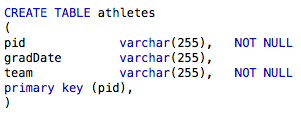 CREATE TABLE athletes
(
pid varchar(255), NOT NULL
gradDate varchar(255),
team varchar(255), NOT NULL
primary key (pid),
)